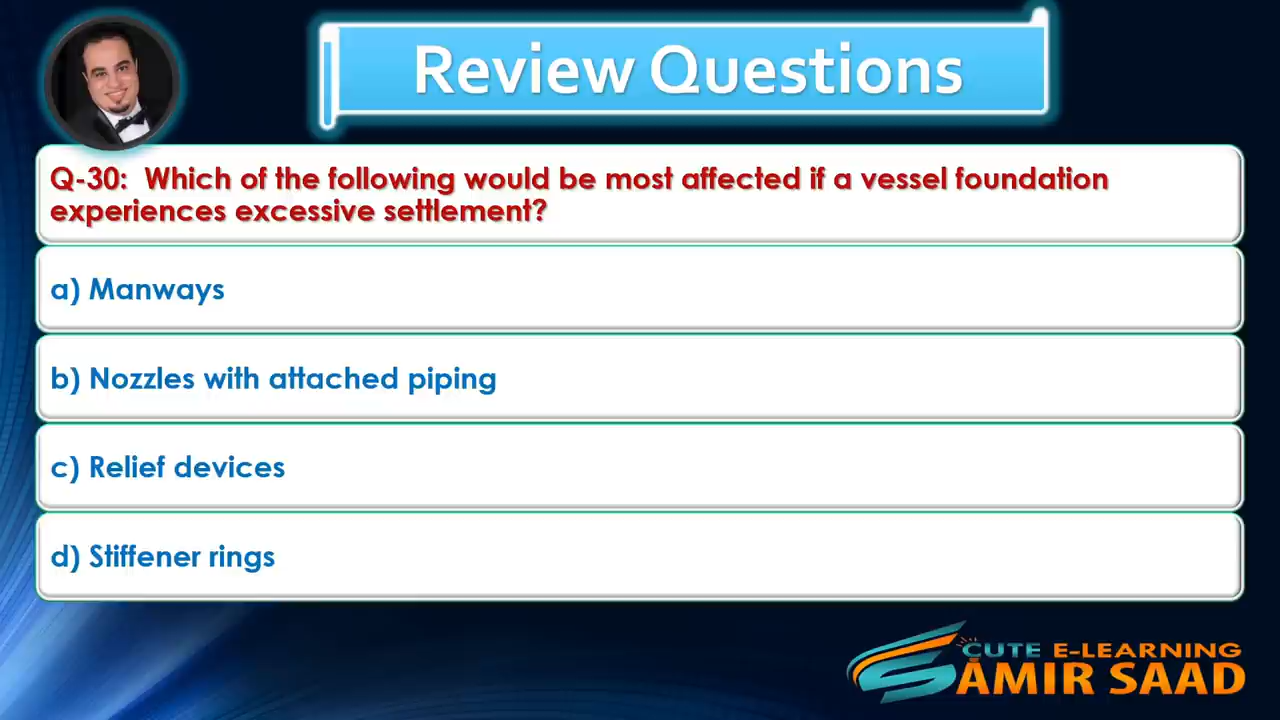 Review Questions
Q-30:  Which of the following would be most affected if a vessel foundation
experiences excessive settlement?
a) Manways
b) Nozzles with attached piping
c) Relief devices
d) Stiffener rings
CUTE E-LEARNING
AMIR SAAD